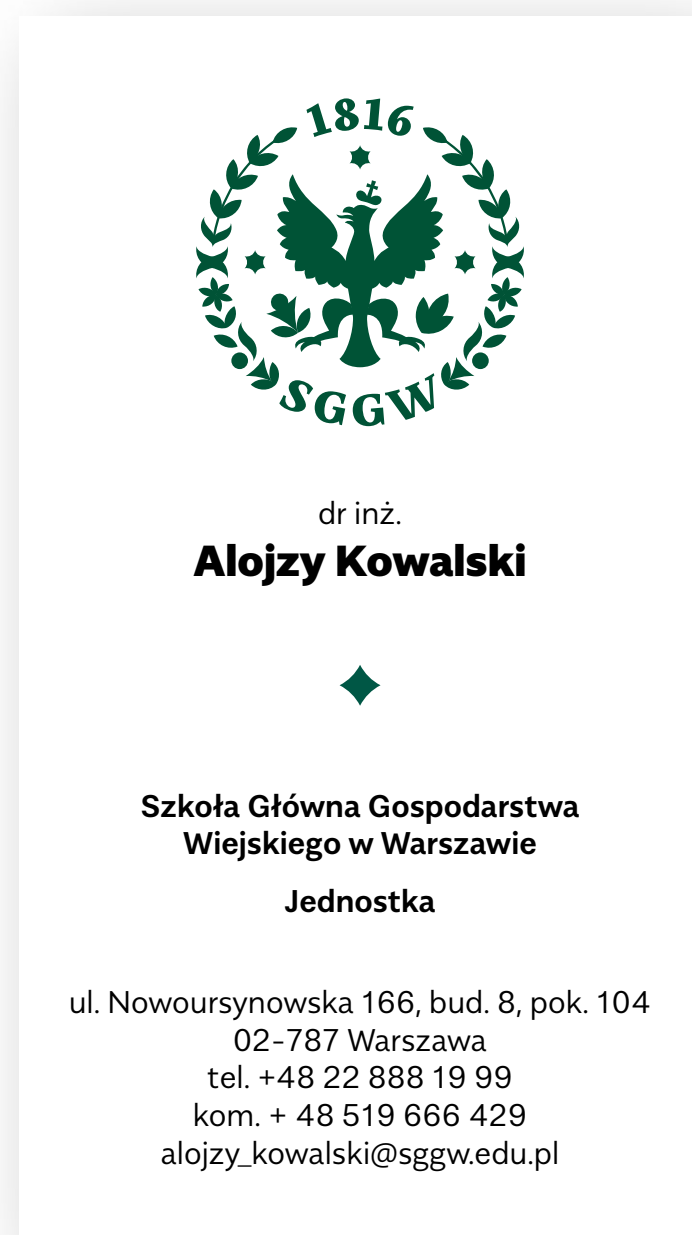 1816
SGGW
dr inż.
Alojzy Kowalski
Szkoła Główna Gospodarstwa
Wiejskiego w Warszawie
Jednostka
ul. Nowoursynowska 166, bud. 8, pok. 104
02-787 Warszawa
tel. +48 22 888 19 99
kom. + 48 519 666 429
alojzy_kowalski@sggw.edu.pl